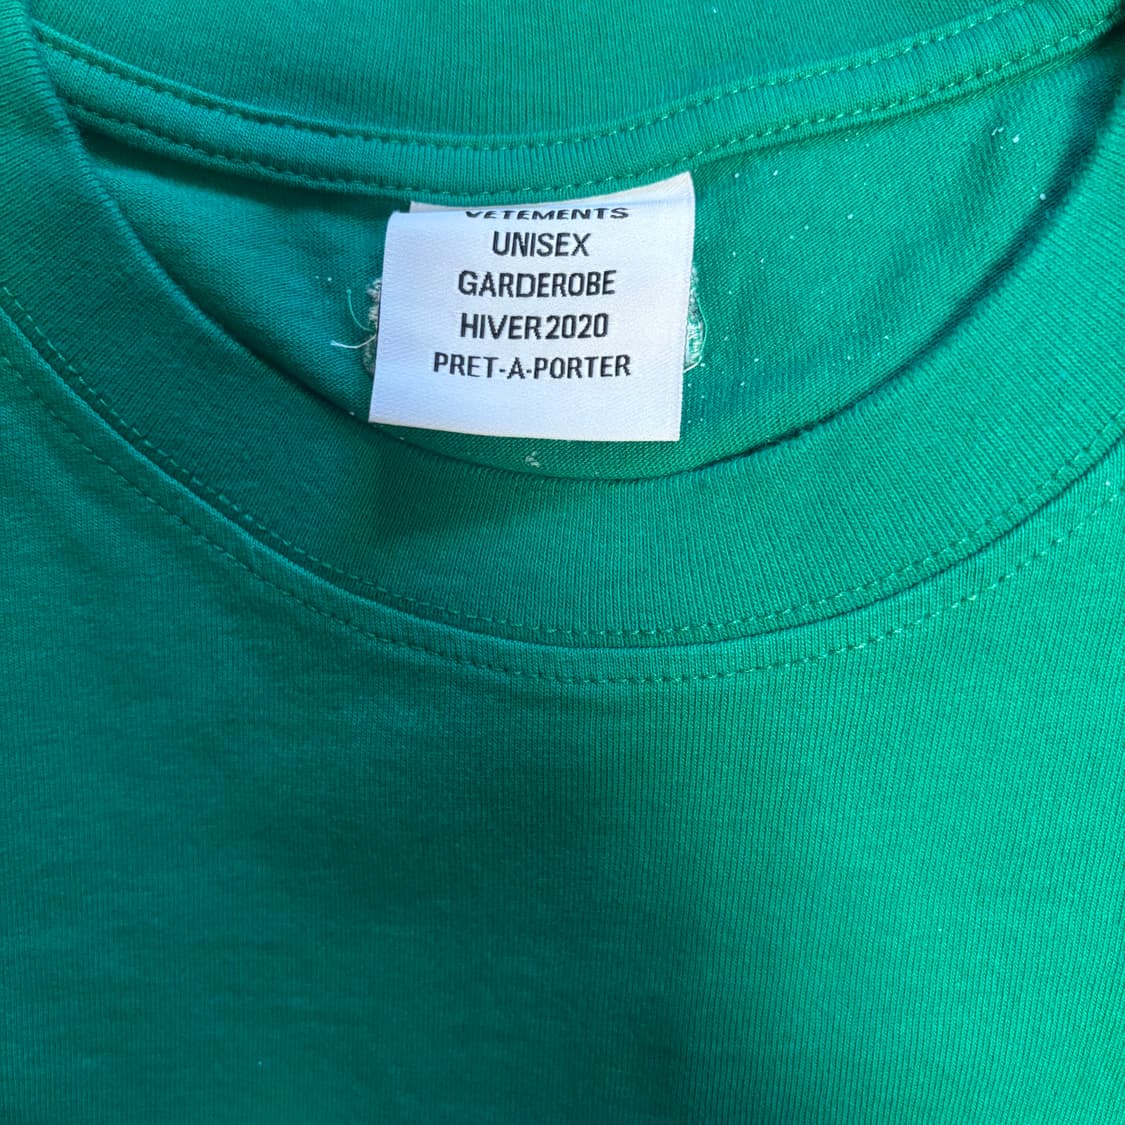 VETEMENTS
UNISEX
GARDEROBE
HIVER 2020
PRET-A-PORTER